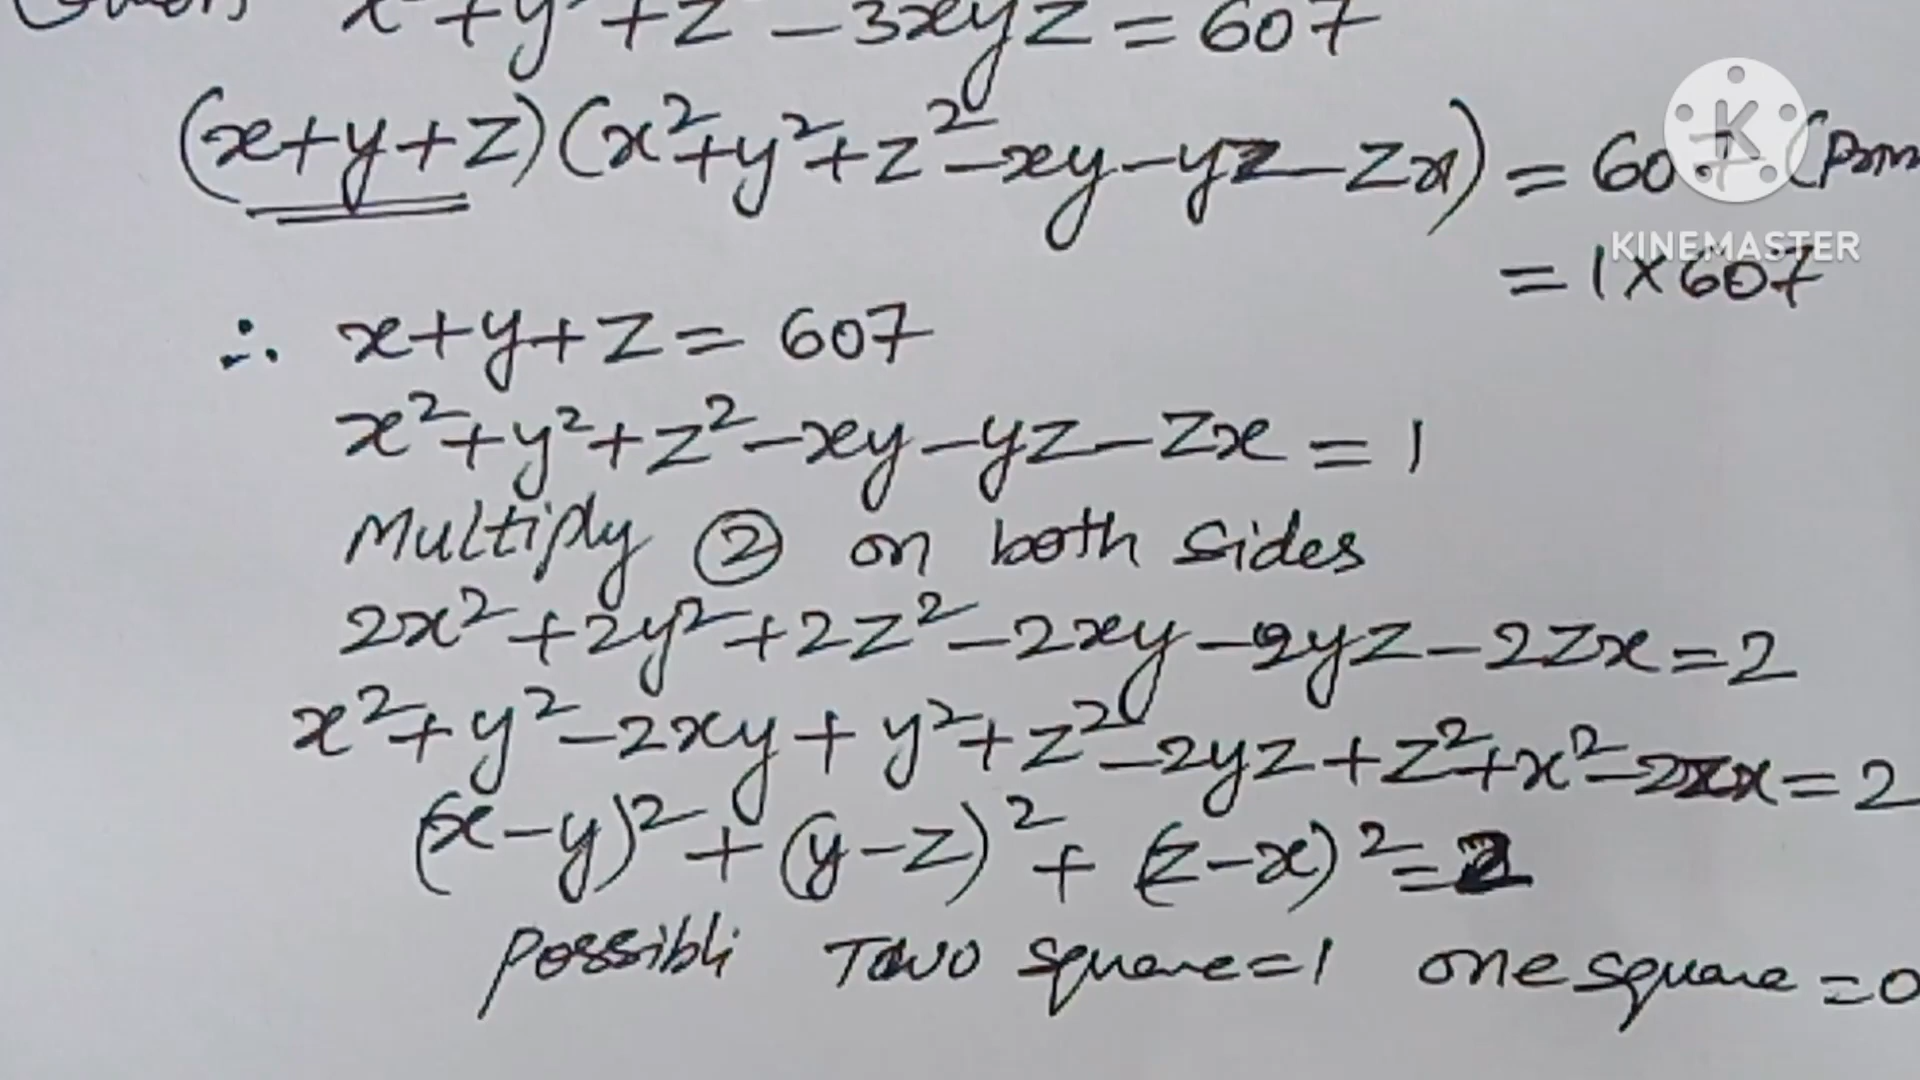 x³+y³+z³-3xyz=607
(x+y+z)(x²+y²+z²-xy-yz-zx)=607
=1×607
∴ x+y+z=607
x²+y²+z²-xy-yz-zx=1
Multiply ② on both sides
2x²+2y²+2z²-2xy-2yz-2zx=2
x²+y²-2xy+y²+z²-2yz+z²+x²-2zx=2
(x-y)²+(y-z)²+(z-x)²=2
possibli Two square=1 one square=0
K
KINEMASTER